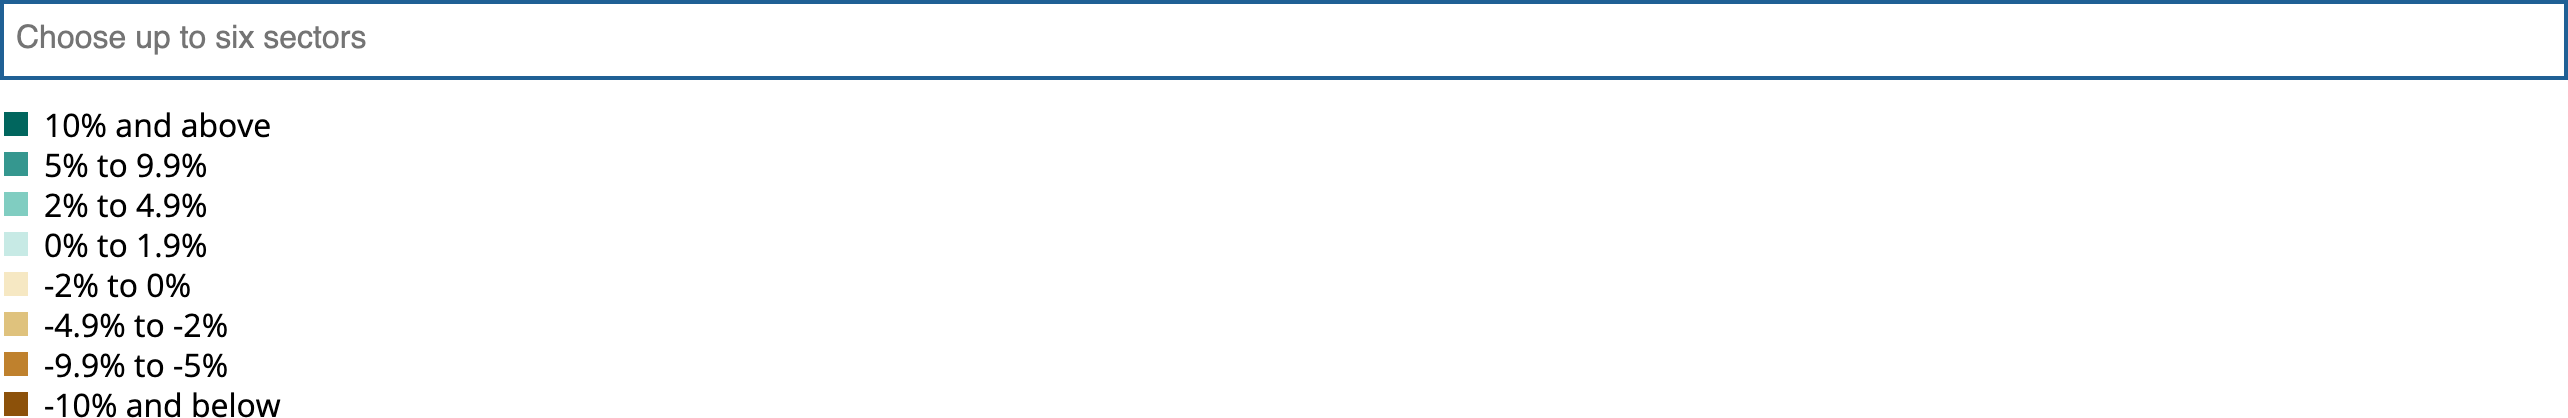 Choose up to six sectors
10% and above
5% to 9.9%
2% to 4.9%
0% to 1.9%
-2% to 0%
-4.9% to -2%
-9.9% to -5%
-10% and below